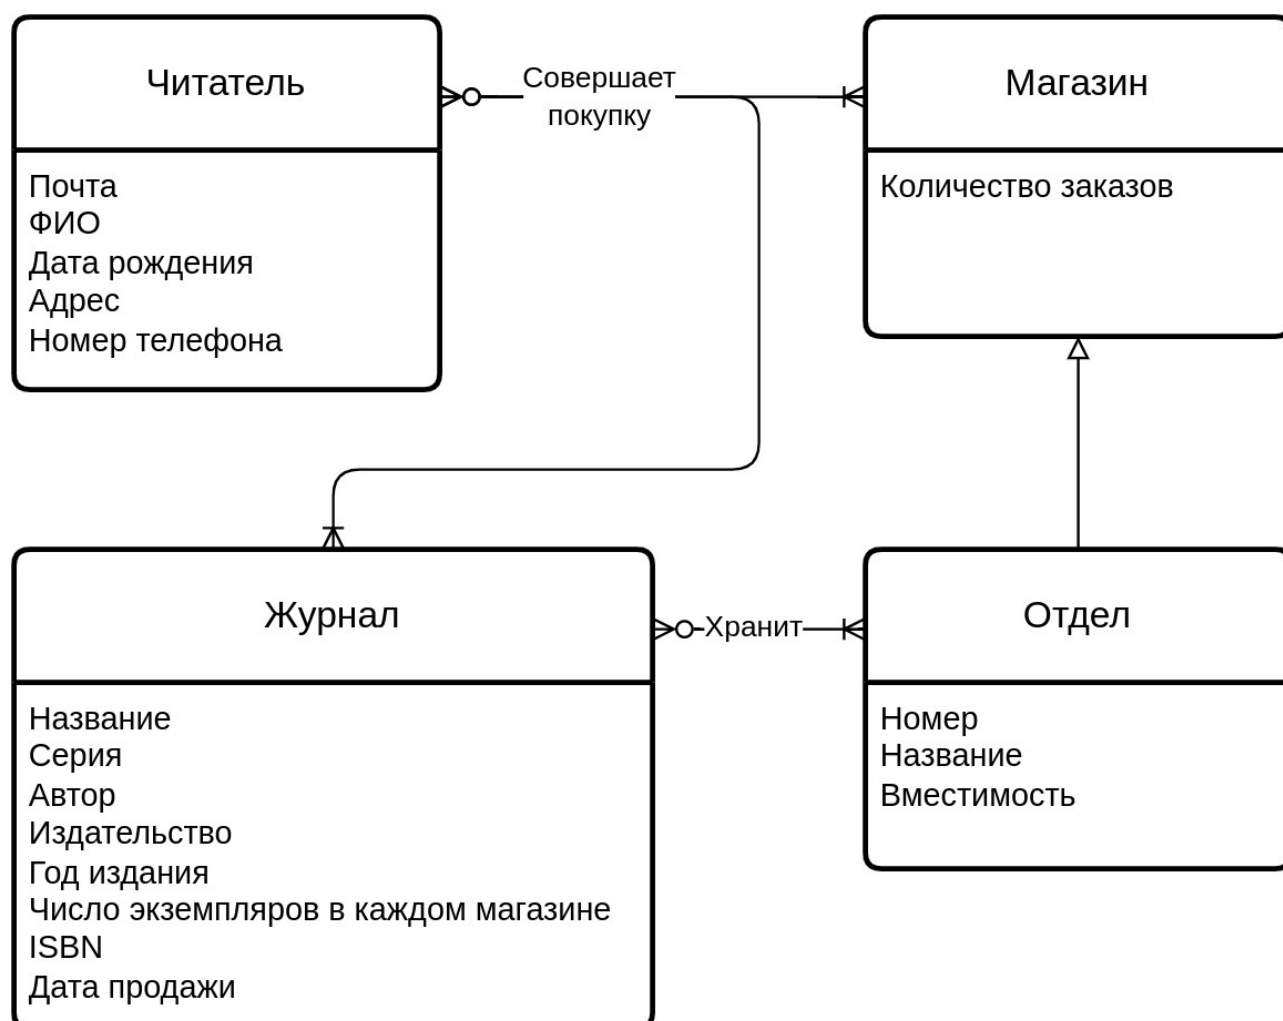 Читатель
Почта
ФИО
Дата рождения
Адрес
Номер телефона
Совершает
покупку
Магазин
Количество заказов
Журнал
Название
Серия
Автор
Издательство
Год издания
Число экземпляров в каждом магазине
ISBN
Дата продажи
Хранит
Отдел
Номер
Название
Вместимость